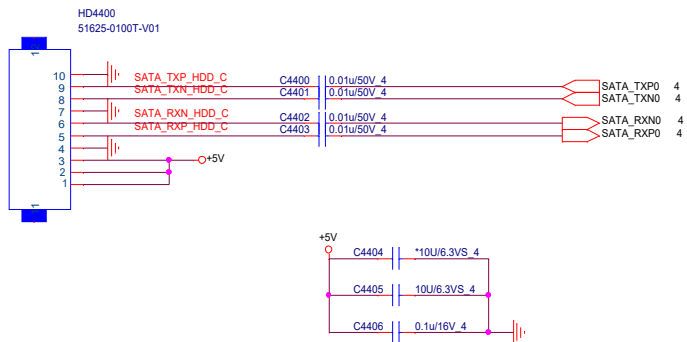 HD4400
51625-0100T-V01
10
9 SATA_TXP_HDD_C C4400 0.01u/50V_4 SATA_TXP0 4
8 SATA_TXN_HDD_C C4401 0.01u/50V_4 SATA_TXN0 4
7
6 SATA_RXN_HDD_C C4402 0.01u/50V_4 SATA_RXN0 4
5 SATA_RXP_HDD_C C4403 0.01u/50V_4 SATA_RXP0 4
4
3 +5V
2
1
+5V
C4404 *10U/6.3VS_4
C4405 10U/6.3VS_4
C4406 0.1u/16V_4